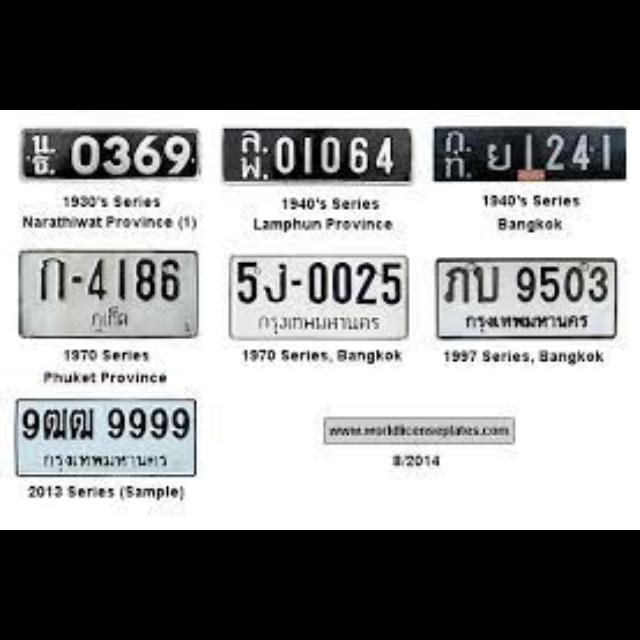 น.
ธ. 0369
ล.
พ. 01064
ก.
ท. ย 1241
1930's Series
Narathiwat Province (1)
1940's Series
Lamphun Province
1940's Series
Bangkok
ก-4186
ภูเก็ต
5ง-0025
กรุงเทพมหานคร
ภบ 9503
กรุงเทพมหานคร
1970 Series
Phuket Province
1970 Series, Bangkok
1997 Series, Bangkok
9ฒฒ 9999
กรุงเทพมหานคร
2013 Series (Sample)
www.worldlicenseplates.com
8/2014